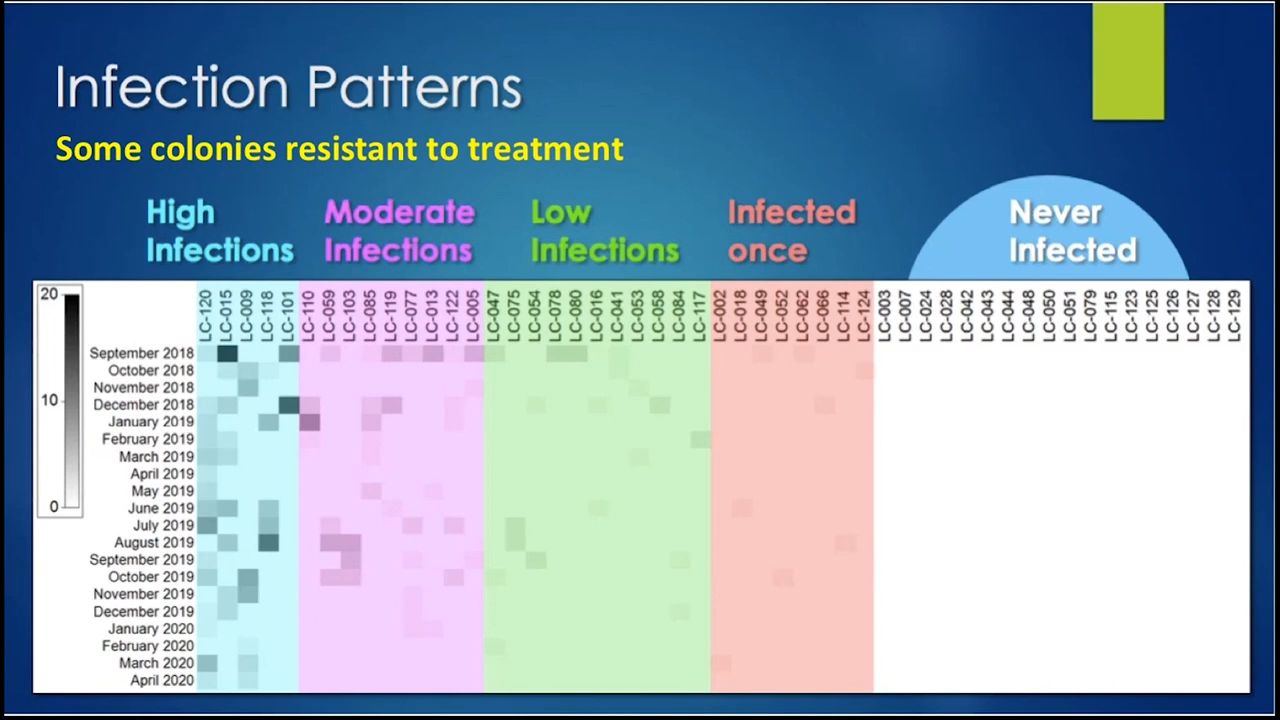 Infection Patterns
Some colonies resistant to treatment
High
Infections
Moderate
Infections
Low
Infections
Infected
once
Never
Infected
20
10
0
LC-120
LC-015
LC-009
LC-118
LC-101
LC-110
LC-059
LC-103
LC-085
LC-119
LC-077
LC-013
LC-122
LC-005
LC-047
LC-075
LC-054
LC-078
LC-080
LC-016
LC-041
LC-053
LC-058
LC-084
LC-117
LC-002
LC-018
LC-049
LC-052
LC-062
LC-066
LC-114
LC-124
LC-003
LC-007
LC-024
LC-028
LC-042
LC-043
LC-044
LC-048
LC-050
LC-051
LC-079
LC-115
LC-123
LC-125
LC-126
LC-127
LC-128
LC-129
September 2018
October 2018
November 2018
December 2018
January 2019
February 2019
March 2019
April 2019
May 2019
June 2019
July 2019
August 2019
September 2019
October 2019
November 2019
December 2019
January 2020
February 2020
March 2020
April 2020